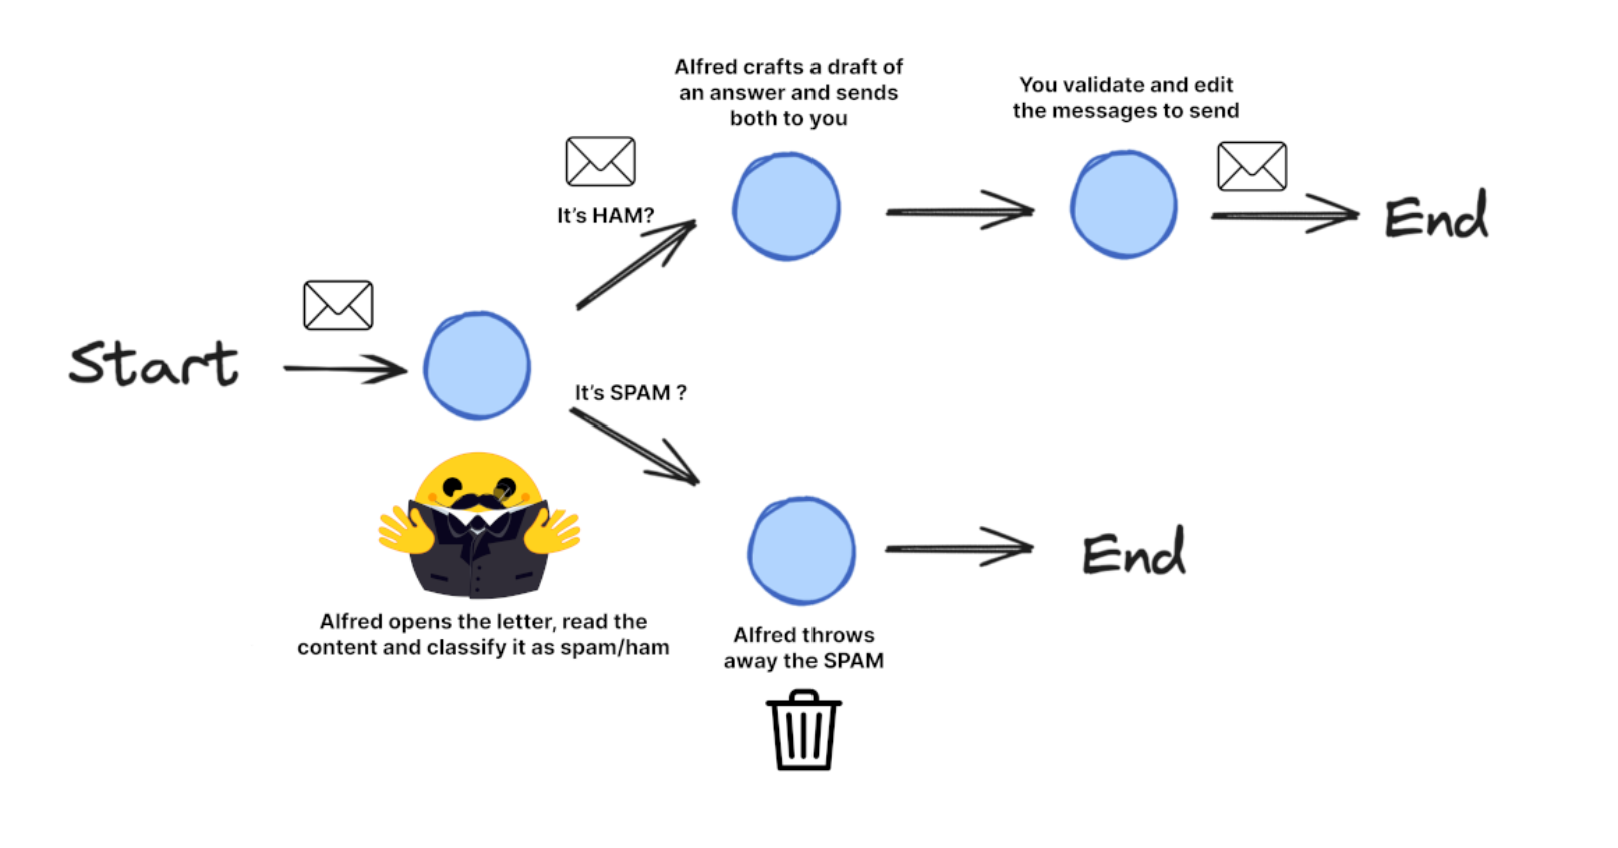 Alfred crafts a draft of
an answer and sends
both to you
You validate and edit
the messages to send
It's HAM?
End
Start
It's SPAM ?
End
Alfred opens the letter, read the
content and classify it as spam/ham
Alfred throws
away the SPAM